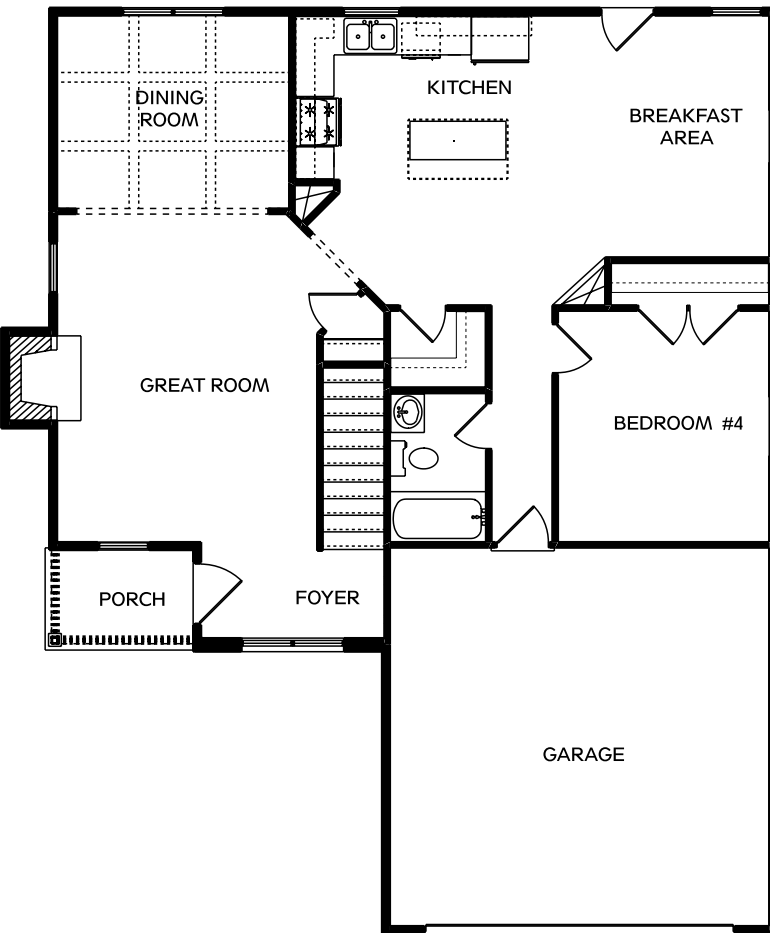 DINING
ROOM
KITCHEN
BREAKFAST
AREA
GREAT ROOM
BEDROOM #4
PORCH
FOYER
GARAGE